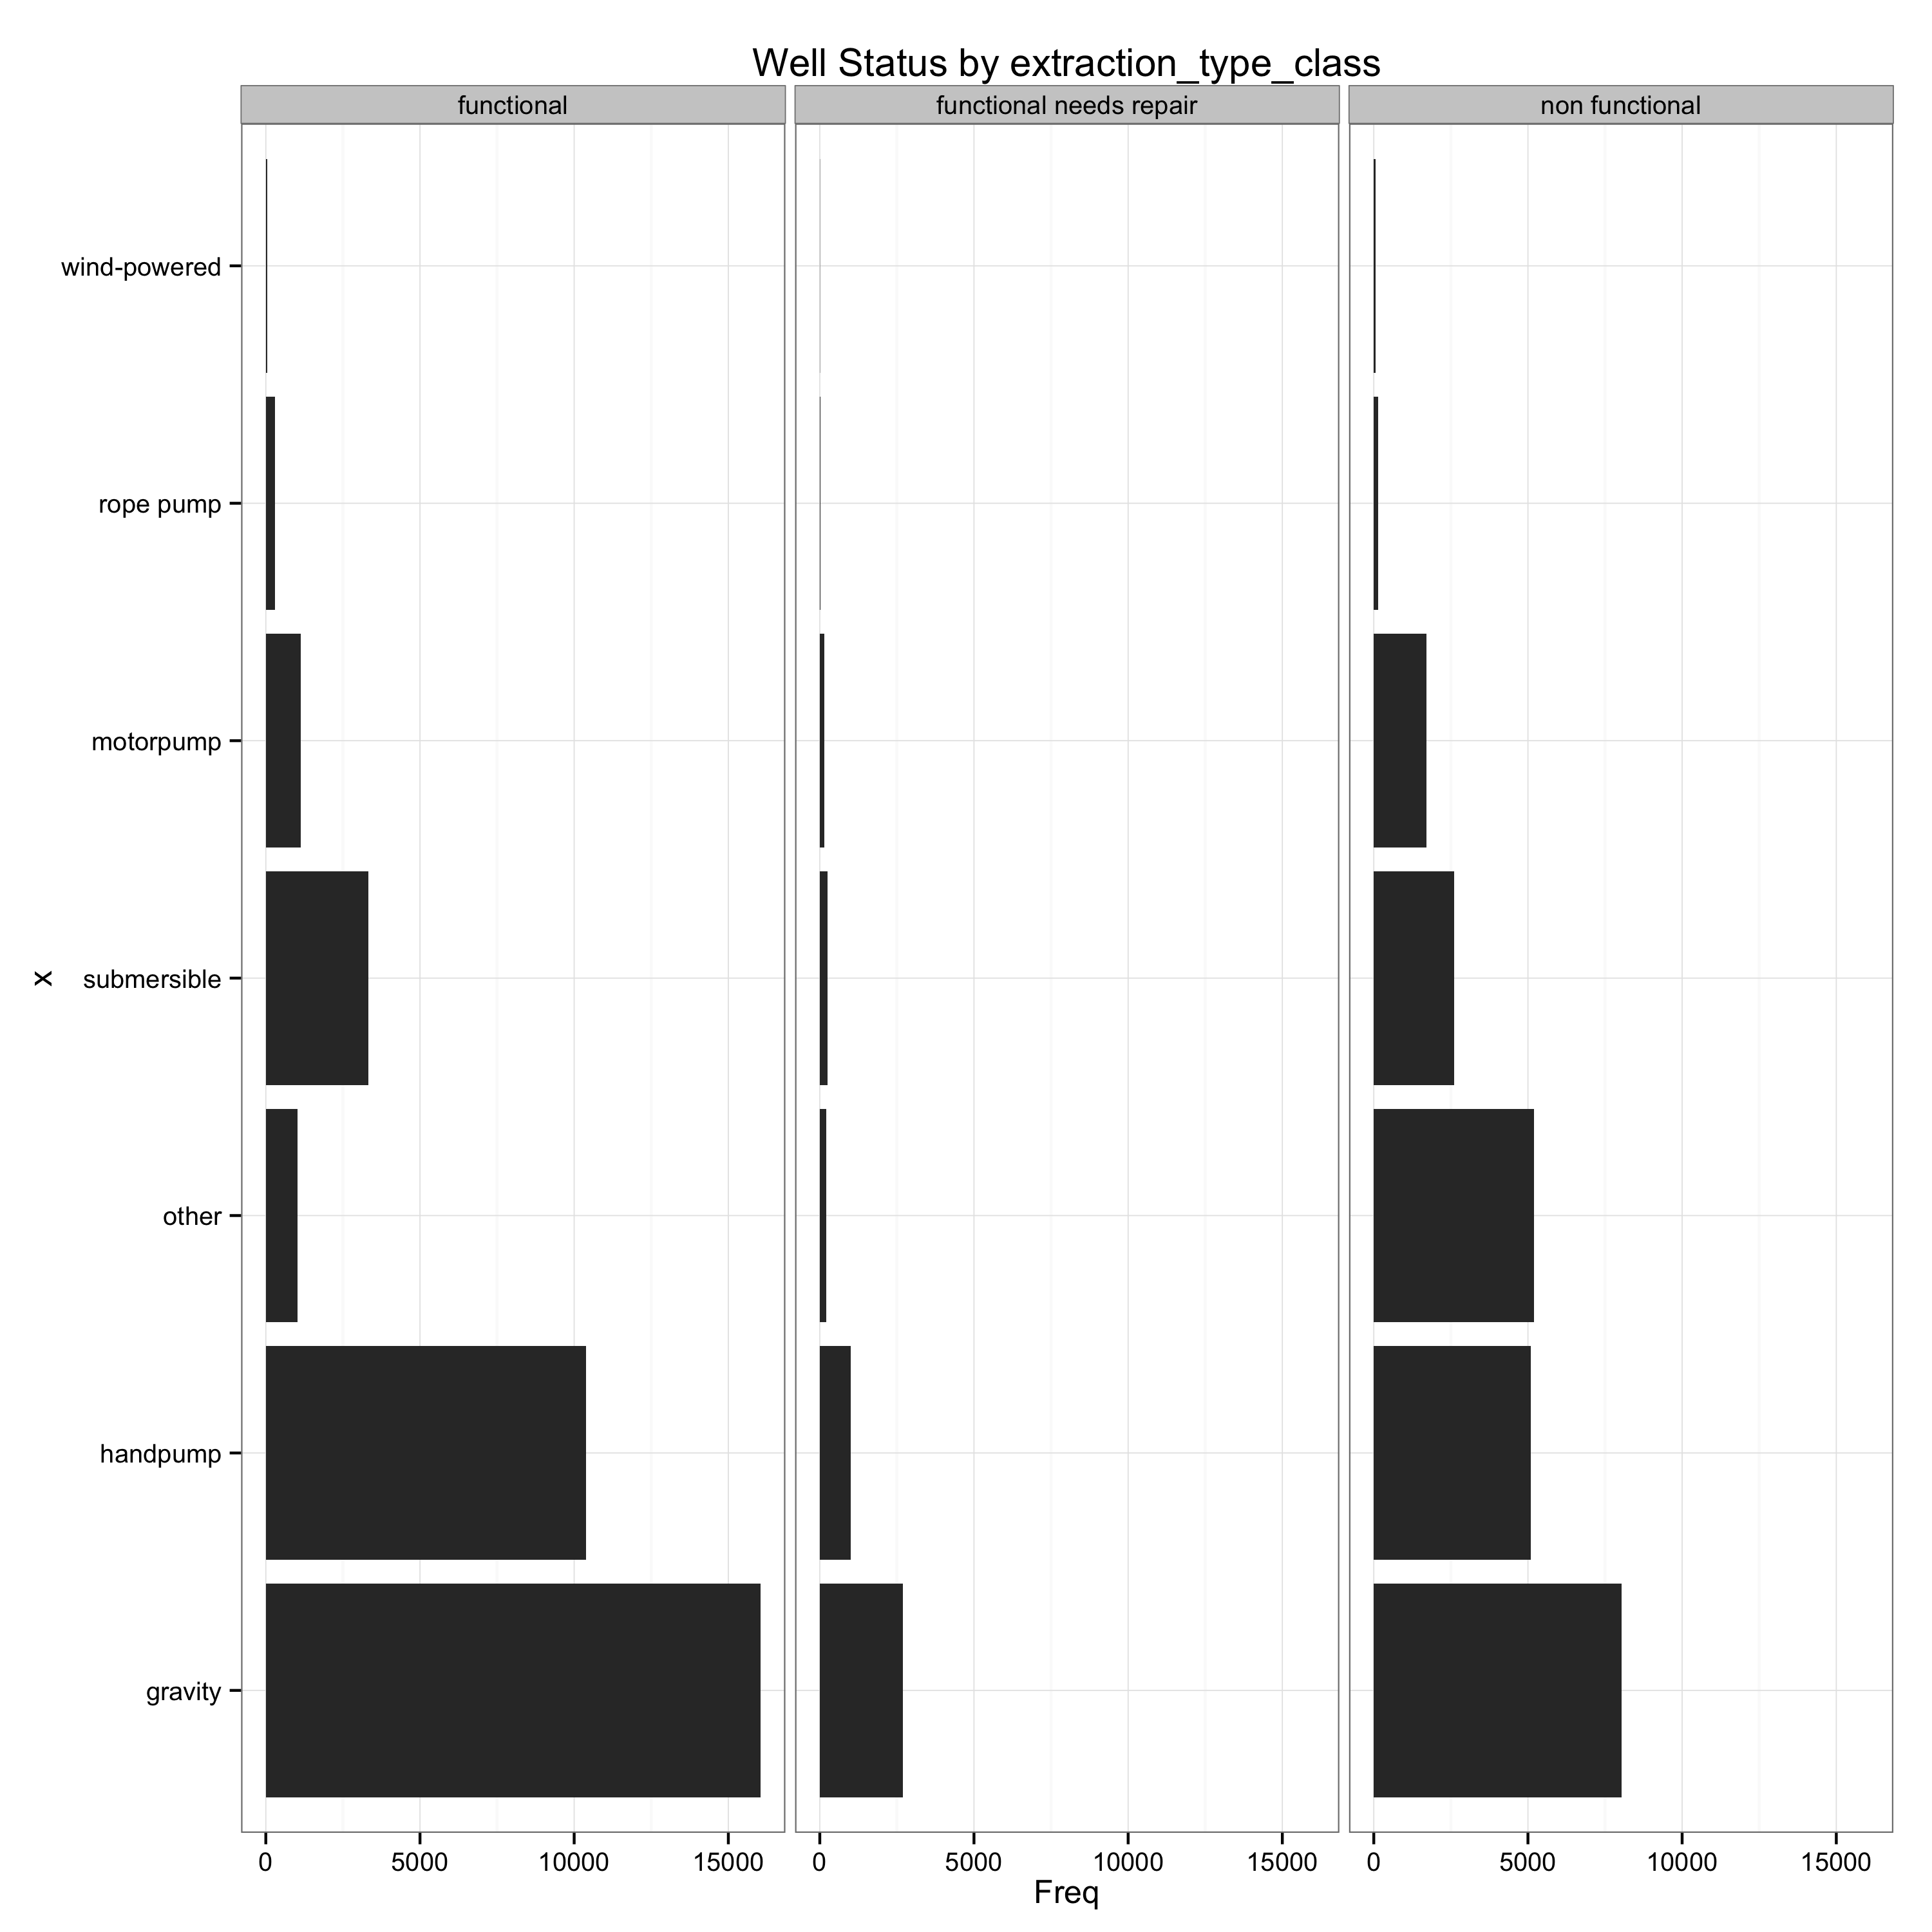 Well Status by extraction_type_class
functional
functional needs repair
non functional
wind-powered
rope pump
motorpump
submersible
other
handpump
gravity
x
0 5000 10000 15000 0 5000 10000 15000 0 5000 10000 15000
Freq